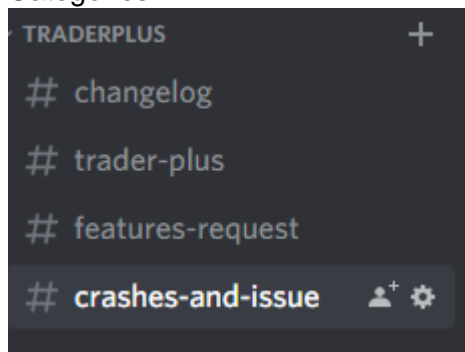 TRADERPLUS +
# changelog
# trader-plus
# features-request
# crashes-and-issue